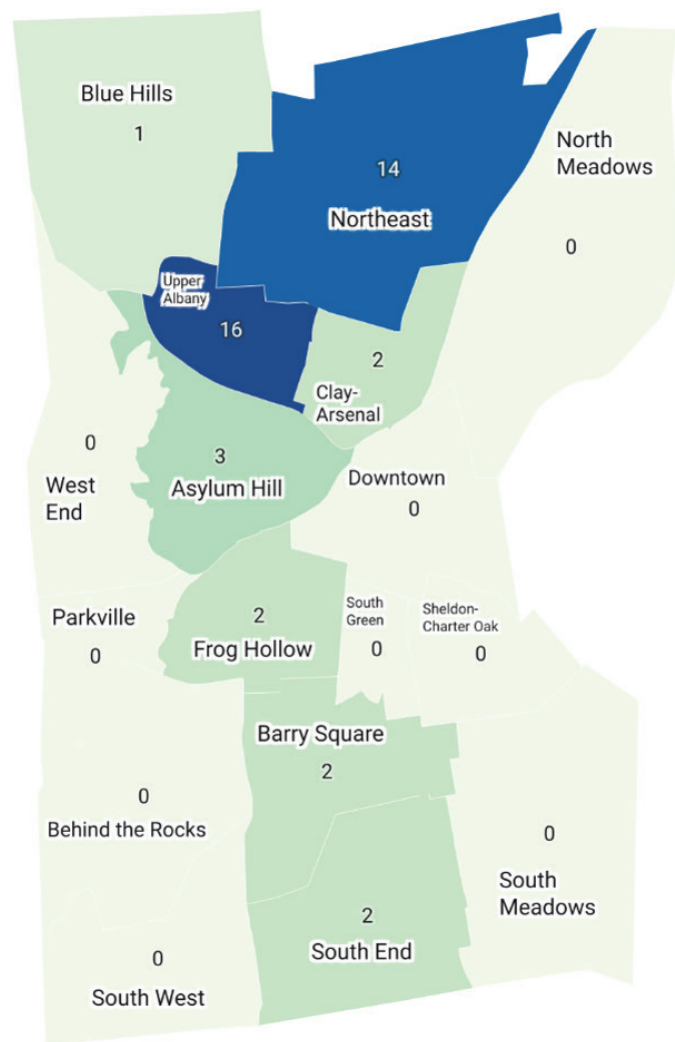 Blue Hills
1
14
Northeast
North
Meadows
0
Upper
Albany
16
2
Clay-
Arsenal
0
West
End
3
Asylum Hill
Downtown
0
Parkville
0
2
Frog Hollow
South
Green
0
Sheldon-
Charter Oak
0
Barry Square
2
0
Behind the Rocks
0
South
Meadows
2
South End
0
South West